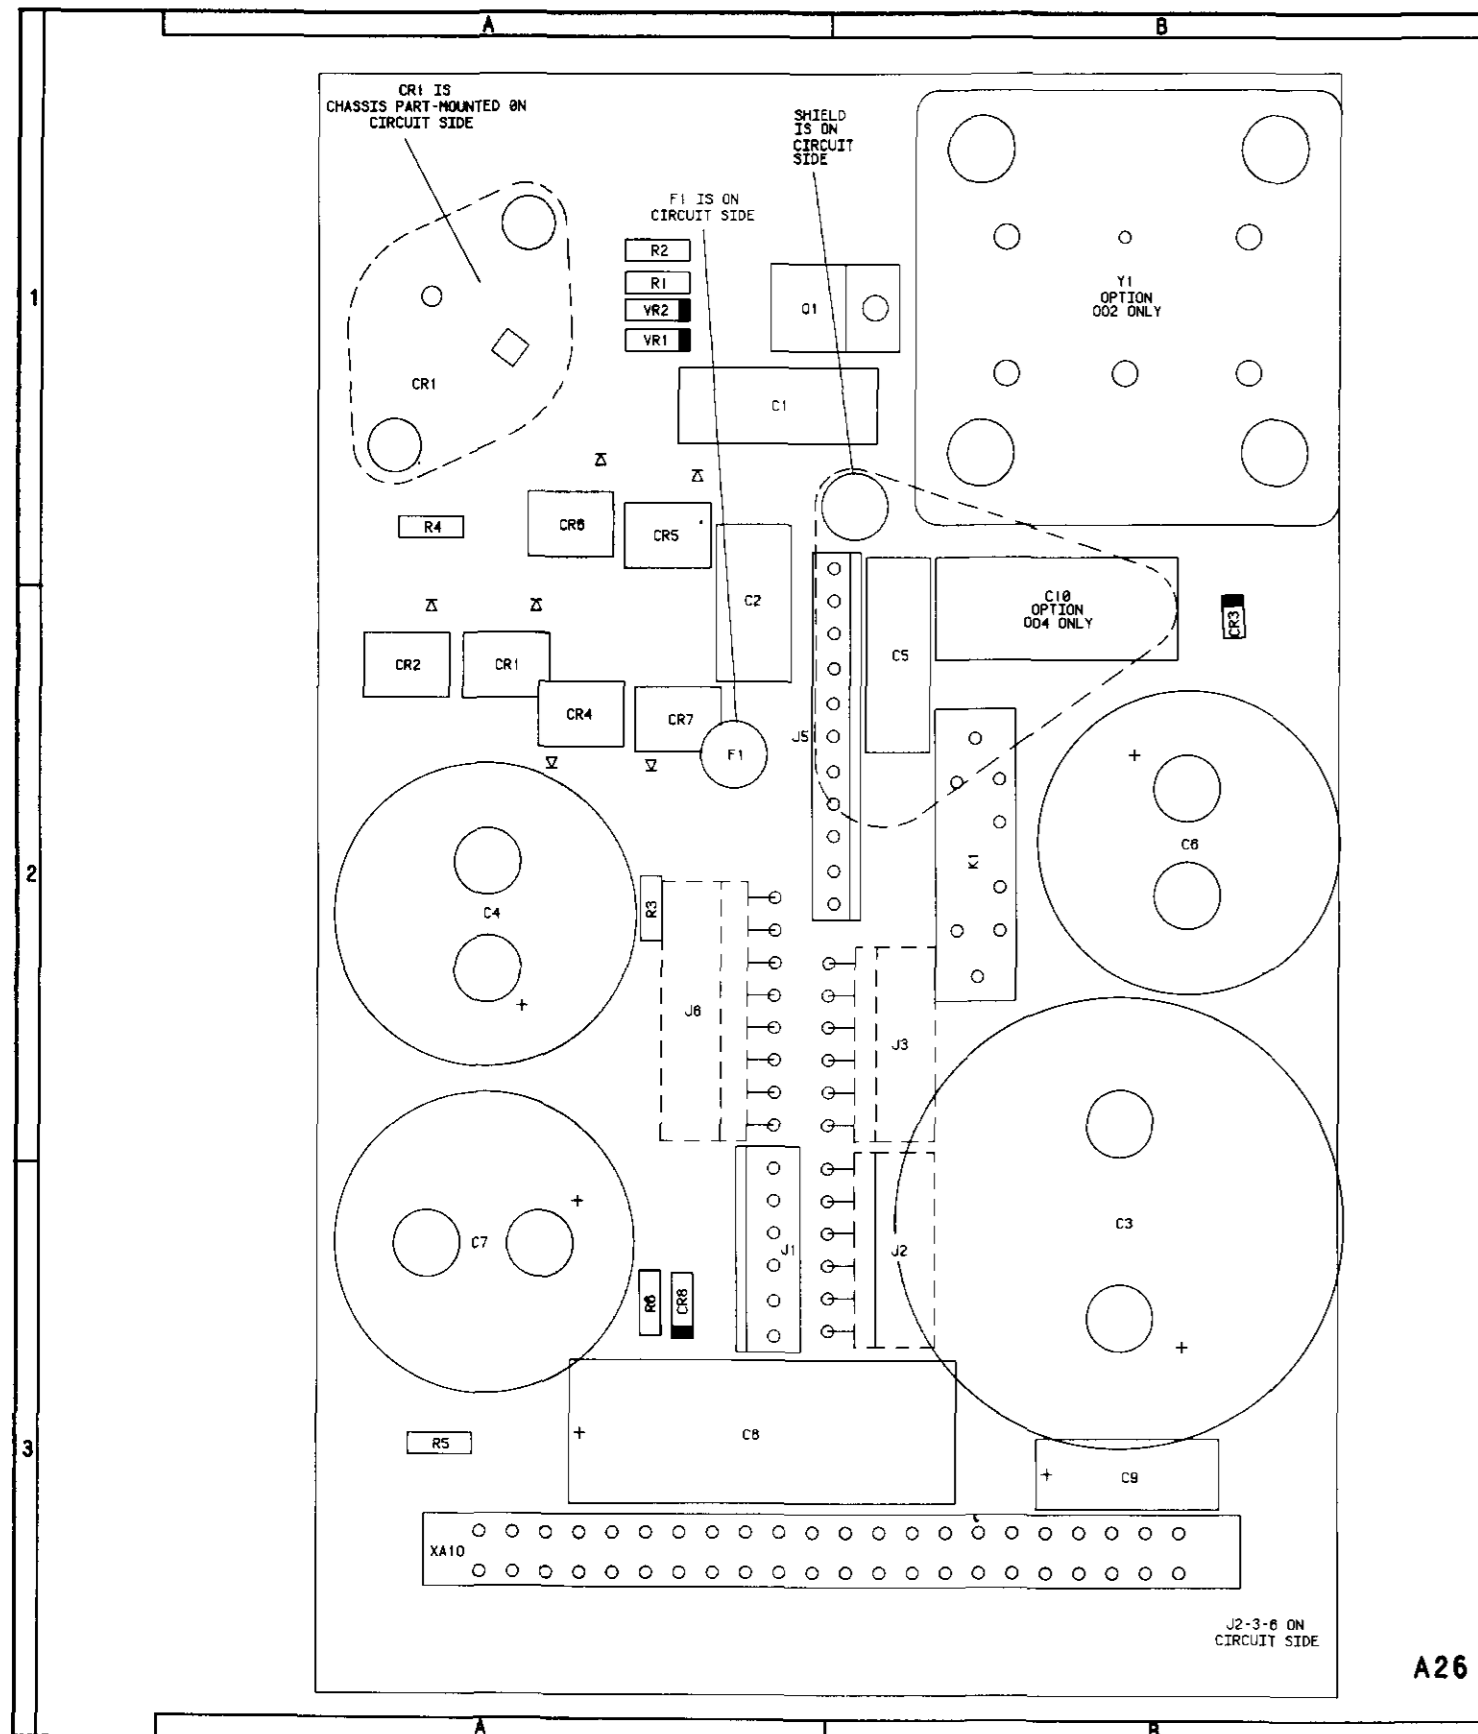 A
B
CR1 IS
CHASSIS PART-MOUNTED ON
CIRCUIT SIDE
SHIELD
IS ON
CIRCUIT
SIDE
F1 IS ON
CIRCUIT SIDE
R2
R1
VR2
VR1
Q1
Y1
OPTION
002 ONLY
1
CR1
C1
R4
CR6
CR5
C2
C5
C10
OPTION
004 ONLY
CR3
CR2
CR1
CR4
CR7
F1
J5
K1
C6
2
C4
R3
J6
J3
C7
J1
J2
C3
R6
CR8
3
R5
C8
C9
XA10
J2-3-6 ON
CIRCUIT SIDE
A26
A
B